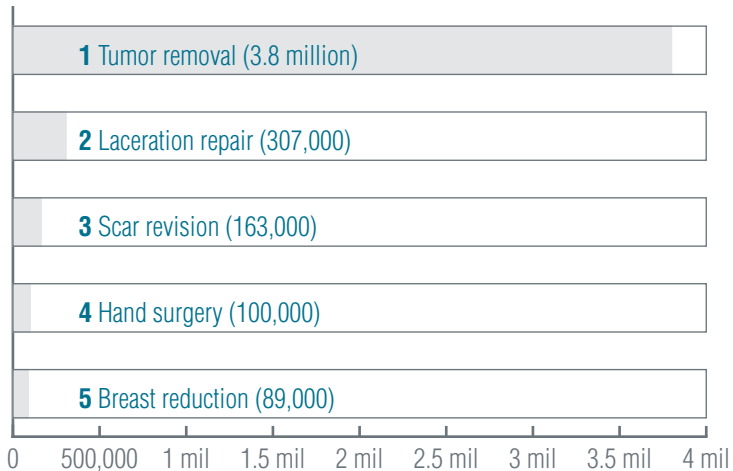 1 Tumor removal (3.8 million)
2 Laceration repair (307,000)
3 Scar revision (163,000)
4 Hand surgery (100,000)
5 Breast reduction (89,000)
0 500,000 1 mil 1.5 mil 2 mil 2.5 mil 3 mil 3.5 mil 4 mil